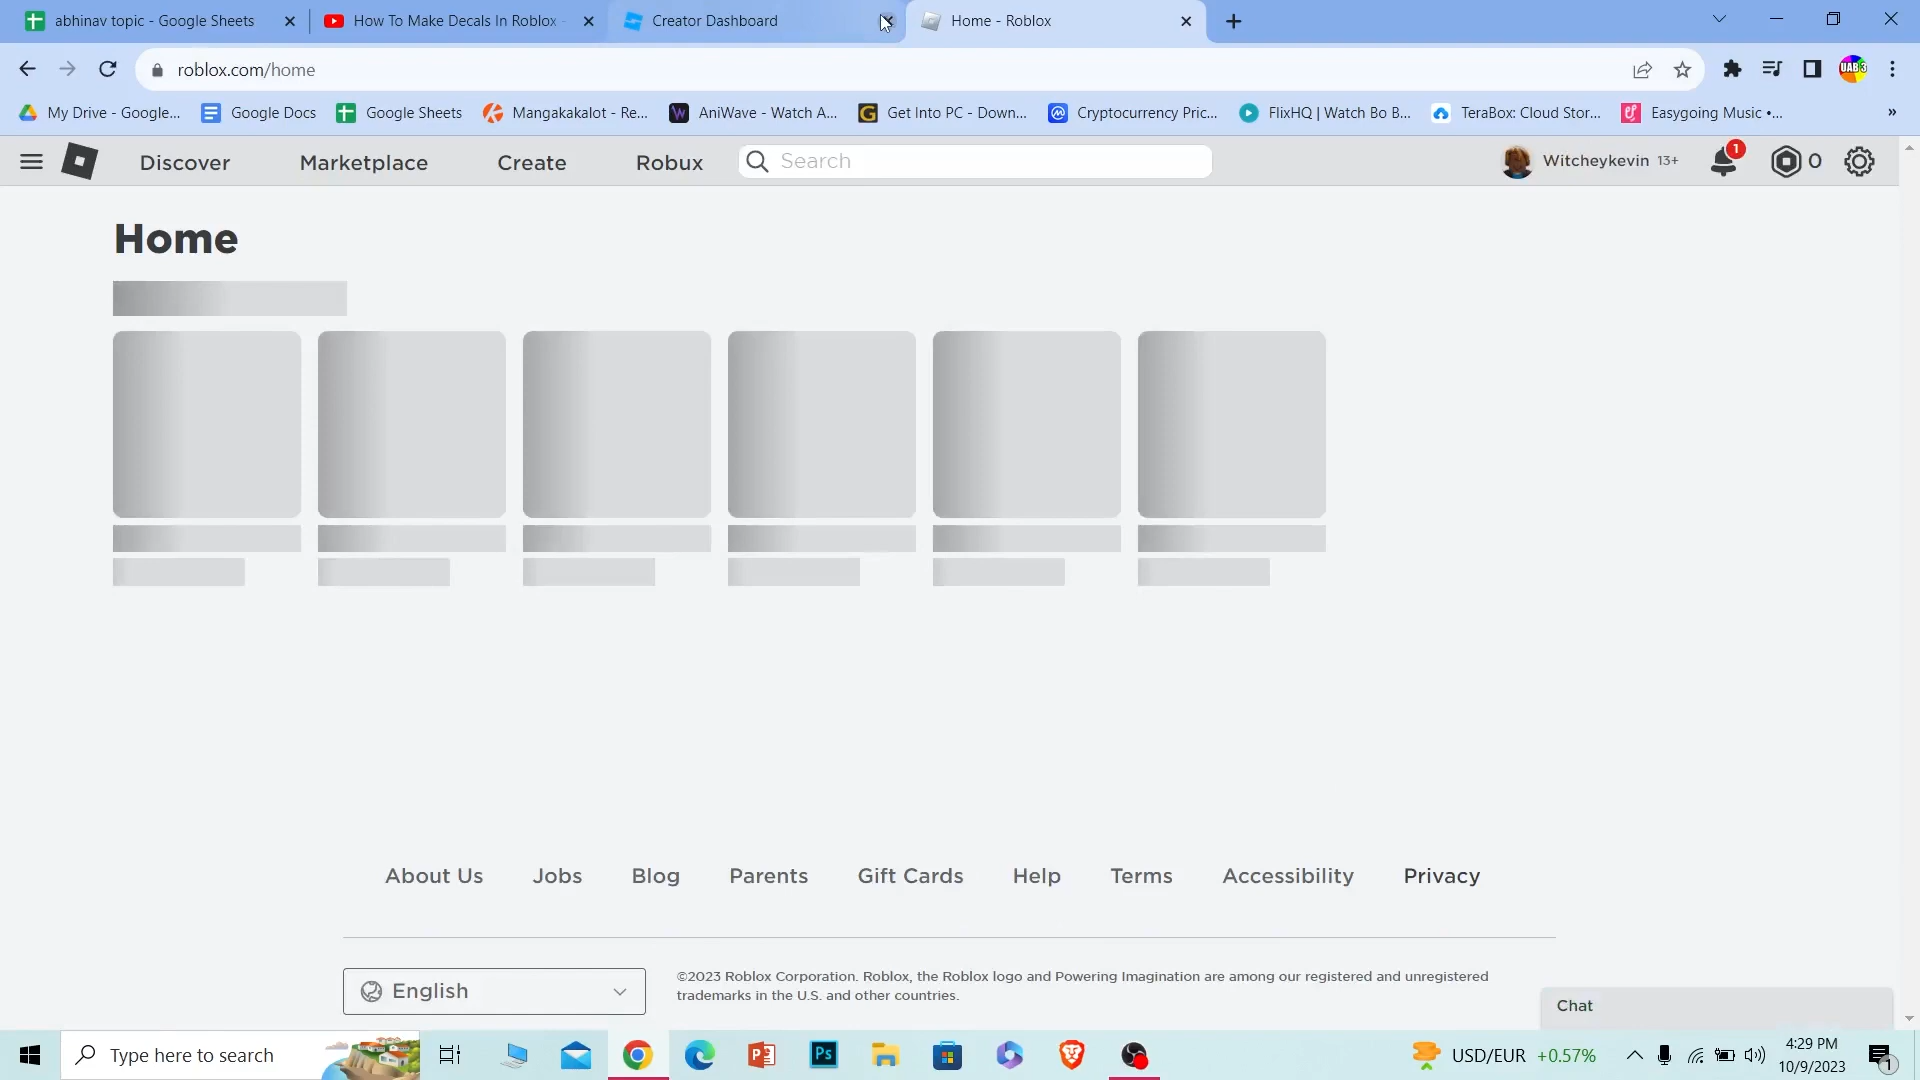 abhinav topic - Google Sheets
How To Make Decals In Roblox -
Creator Dashboard
Home - Roblox
roblox.com/home
UAB 3
My Drive - Google...
Google Docs
Google Sheets
Mangakakalot - Re...
AniWave - Watch A...
Get Into PC - Down...
Cryptocurrency Pric...
FlixHQ | Watch Bo B...
TeraBox: Cloud Stor...
Easygoing Music •...
»
Discover
Marketplace
Create
Robux
Search
Witcheykevin 13+
1
0
Home
About Us
Jobs
Blog
Parents
Gift Cards
Help
Terms
Accessibility
Privacy
English
©2023 Roblox Corporation. Roblox, the Roblox logo and Powering Imagination are among our registered and unregistered
trademarks in the U.S. and other countries.
Chat
Type here to search
Ps
USD/EUR +0.57%
4:29 PM
10/9/2023
1